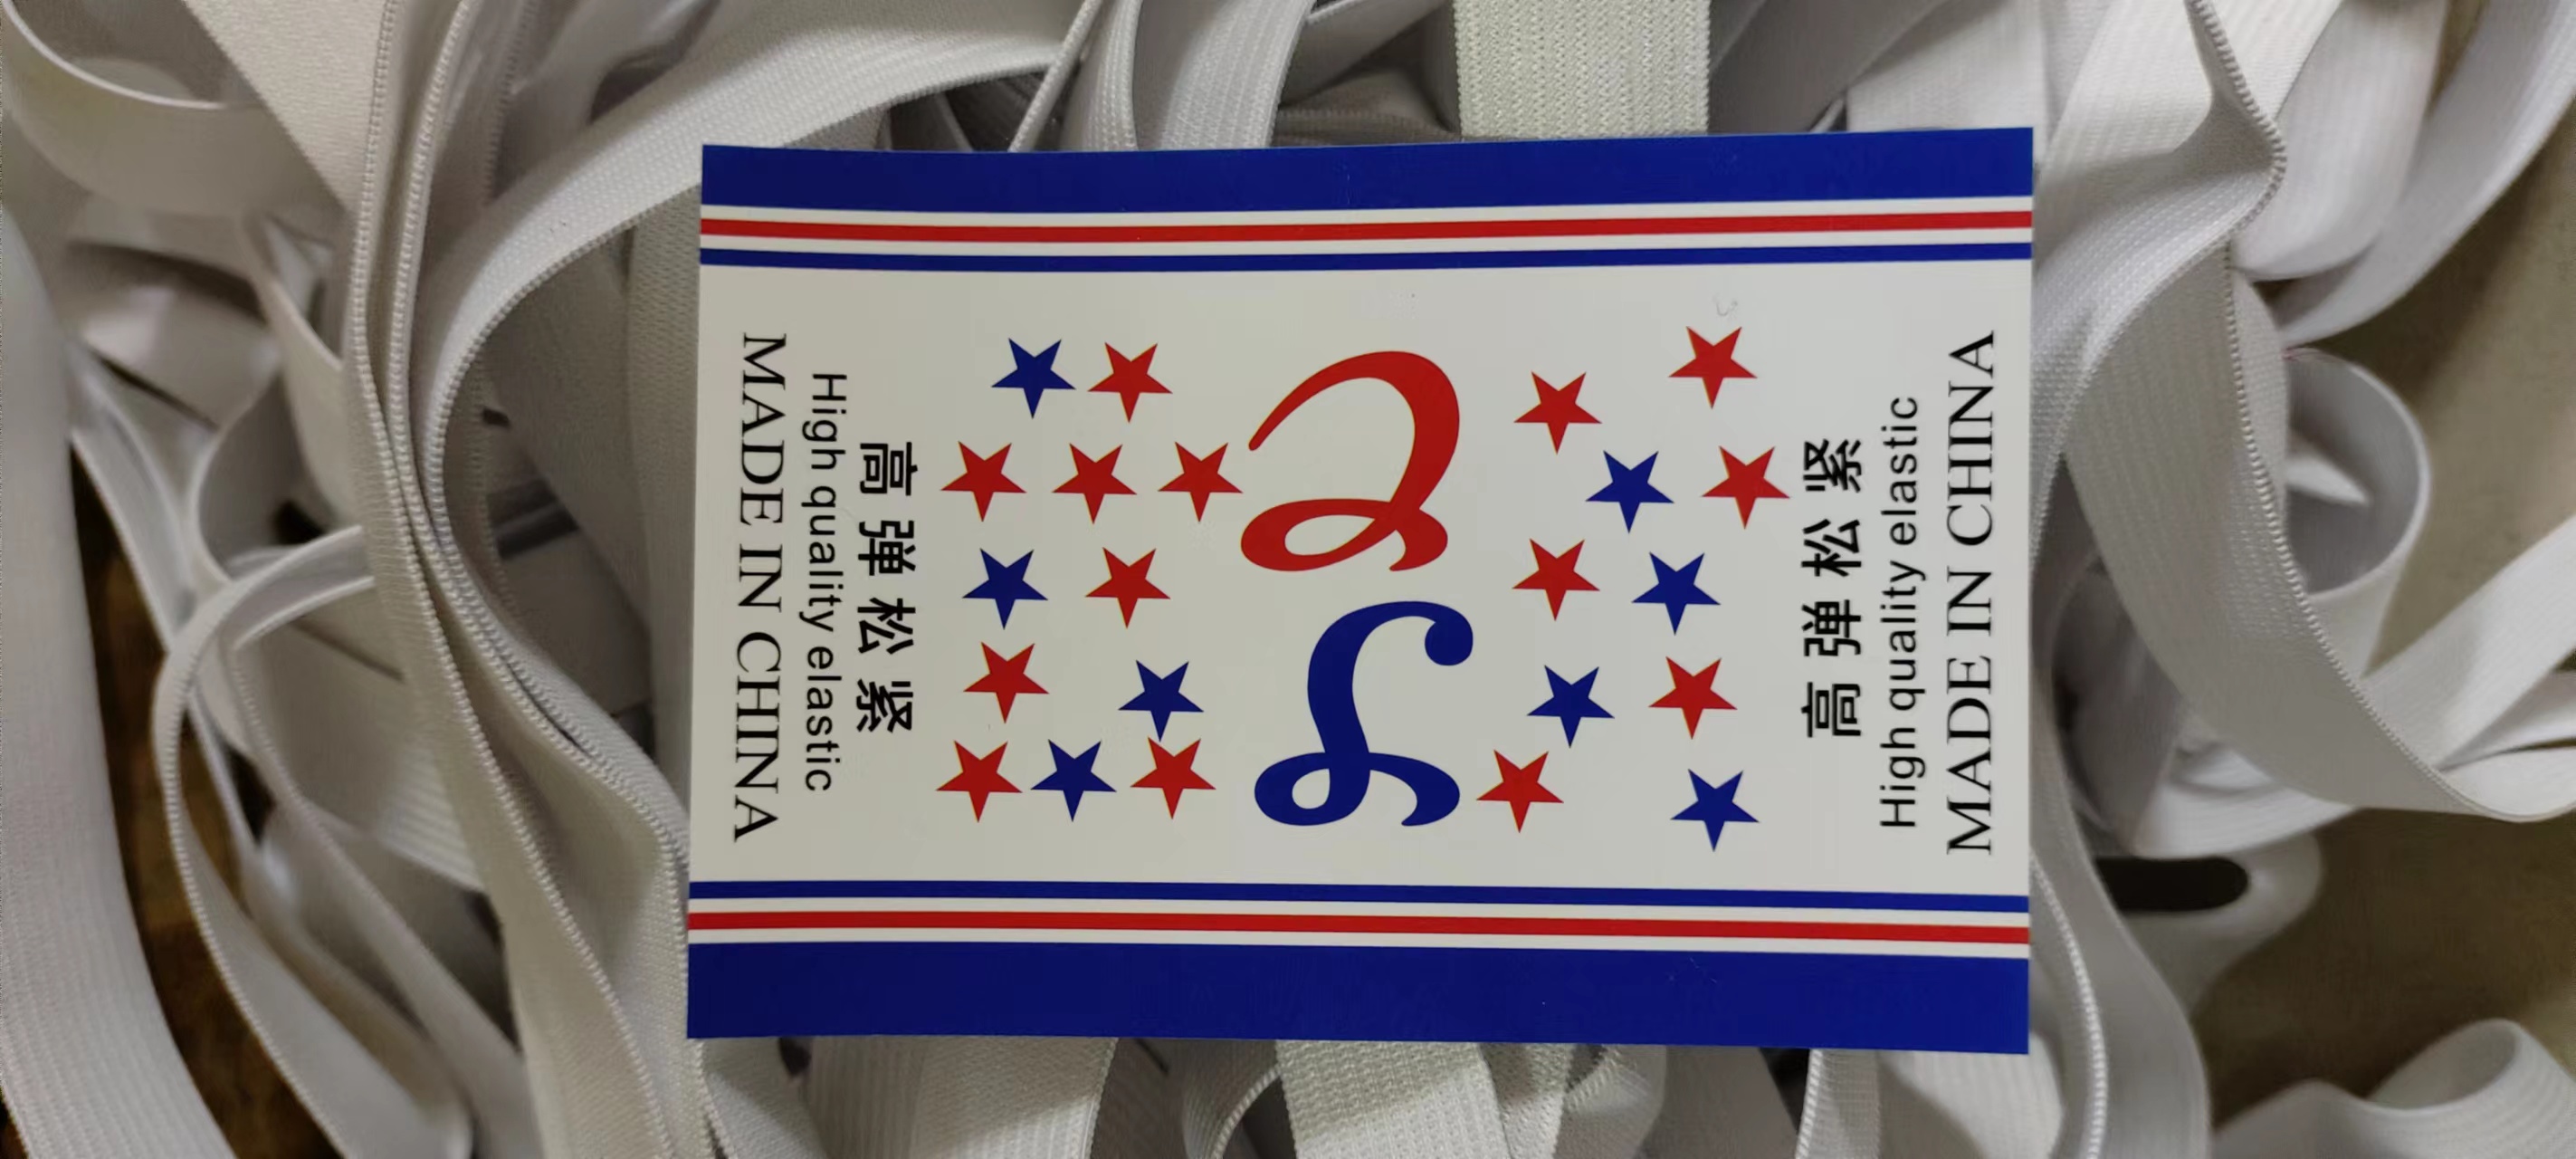 MADE IN CHINA
High quality elastic
高弹松紧
高弹松紧
High quality elastic
MADE IN CHINA